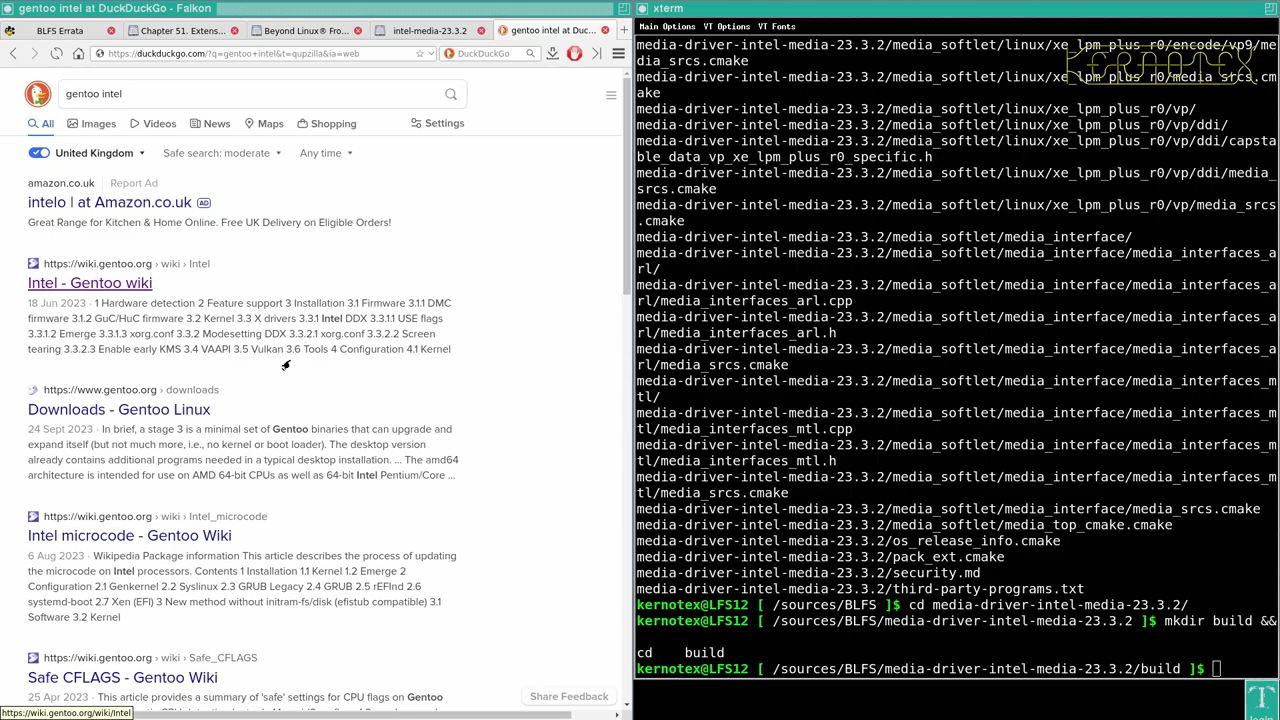 gentoo intel at DuckDuckGo - Falkon
BLFS Errata
Chapter 51. Extens...
Beyond Linux® Fro...
intel-media-23.3.2
gentoo intel at Duc...
https://duckduckgo.com/?q=gentoo+intel&t=qupzilla&ia=web
DuckDuckGo
gentoo intel
All
Images
Videos
News
Maps
Shopping
Settings
United Kingdom
Safe search: moderate
Any time
amazon.co.uk
Report Ad
intelo | at Amazon.co.uk AD
Great Range for Kitchen & Home Online. Free UK Delivery on Eligible Orders!
https://wiki.gentoo.org › wiki › Intel
Intel - Gentoo wiki
18 Jun 2023 · 1 Hardware detection 2 Feature support 3 Installation 3.1 Firmware 3.1.1 DMC
firmware 3.1.2 GuC/HuC firmware 3.2 Kernel 3.3 X drivers 3.3.1 Intel DDX 3.3.1.1 USE flags
3.3.1.2 Emerge 3.3.1.3 xorg.conf 3.3.2 Modesetting DDX 3.3.2.1 xorg.conf 3.3.2.2 Screen
tearing 3.3.2.3 Enable early KMS 3.4 VAAPI 3.5 Vulkan 3.6 Tools 4 Configuration 4.1 Kernel
https://www.gentoo.org › downloads
Downloads - Gentoo Linux
24 Sept 2023 · In brief, a stage 3 is a minimal set of Gentoo binaries that can upgrade and
expand itself (but not much more, i.e., no kernel or boot loader). The desktop version
already contains additional programs needed in a typical desktop installation. ... The amd64
architecture is intended for use on AMD 64-bit CPUs as well as 64-bit Intel Pentium/Core ...
https://wiki.gentoo.org › wiki › Intel_microcode
Intel microcode - Gentoo Wiki
6 Aug 2023 · Wikipedia Package information This article describes the process of updating
the microcode on Intel processors. Contents 1 Installation 1.1 Kernel 1.2 Emerge 2
Configuration 2.1 Genkernel 2.2 Syslinux 2.3 GRUB Legacy 2.4 GRUB 2.5 rEFInd 2.6
systemd-boot 2.7 Xen (EFI) 3 New method without initram-fs/disk (efistub compatible) 3.1
Software 3.2 Kernel
https://wiki.gentoo.org › wiki › Safe_CFLAGS
Safe CFLAGS - Gentoo Wiki
25 Apr 2023 · This article provides a summary of 'safe' settings for CPU flags on Gentoo
Share Feedback
https://wiki.gentoo.org/wiki/Intel
xterm
Main Options VT Options VT Fonts
KERNOTEX
media-driver-intel-media-23.3.2/media_softlet/linux/xe_lpm_plus_r0/encode/vp9/me
dia_srcs.cmake
media-driver-intel-media-23.3.2/media_softlet/linux/xe_lpm_plus_r0/media_srcs.cm
ake
media-driver-intel-media-23.3.2/media_softlet/linux/xe_lpm_plus_r0/vp/
media-driver-intel-media-23.3.2/media_softlet/linux/xe_lpm_plus_r0/vp/ddi/
media-driver-intel-media-23.3.2/media_softlet/linux/xe_lpm_plus_r0/vp/ddi/capsta
ble_data_vp_xe_lpm_plus_r0_specific.h
media-driver-intel-media-23.3.2/media_softlet/linux/xe_lpm_plus_r0/vp/ddi/media_
srcs.cmake
media-driver-intel-media-23.3.2/media_softlet/linux/xe_lpm_plus_r0/vp/media_srcs
.cmake
media-driver-intel-media-23.3.2/media_softlet/media_interface/
media-driver-intel-media-23.3.2/media_softlet/media_interface/media_interfaces_a
rl/
media-driver-intel-media-23.3.2/media_softlet/media_interface/media_interfaces_a
rl/media_interfaces_arl.cpp
media-driver-intel-media-23.3.2/media_softlet/media_interface/media_interfaces_a
rl/media_interfaces_arl.h
media-driver-intel-media-23.3.2/media_softlet/media_interface/media_interfaces_a
rl/media_srcs.cmake
media-driver-intel-media-23.3.2/media_softlet/media_interface/media_interfaces_m
tl/
media-driver-intel-media-23.3.2/media_softlet/media_interface/media_interfaces_m
tl/media_interfaces_mtl.cpp
media-driver-intel-media-23.3.2/media_softlet/media_interface/media_interfaces_m
tl/media_interfaces_mtl.h
media-driver-intel-media-23.3.2/media_softlet/media_interface/media_interfaces_m
tl/media_srcs.cmake
media-driver-intel-media-23.3.2/media_softlet/media_interface/media_srcs.cmake
media-driver-intel-media-23.3.2/media_softlet/media_top_cmake.cmake
media-driver-intel-media-23.3.2/os_release_info.cmake
media-driver-intel-media-23.3.2/pack_ext.cmake
media-driver-intel-media-23.3.2/security.md
media-driver-intel-media-23.3.2/third-party-programs.txt
kernotex@LFS12 [ /sources/BLFS ]$ cd media-driver-intel-media-23.3.2/
kernotex@LFS12 [ /sources/BLFS/media-driver-intel-media-23.3.2 ]$ mkdir build &&
cd    build
kernotex@LFS12 [ /sources/BLFS/media-driver-intel-media-23.3.2/build ]$
login